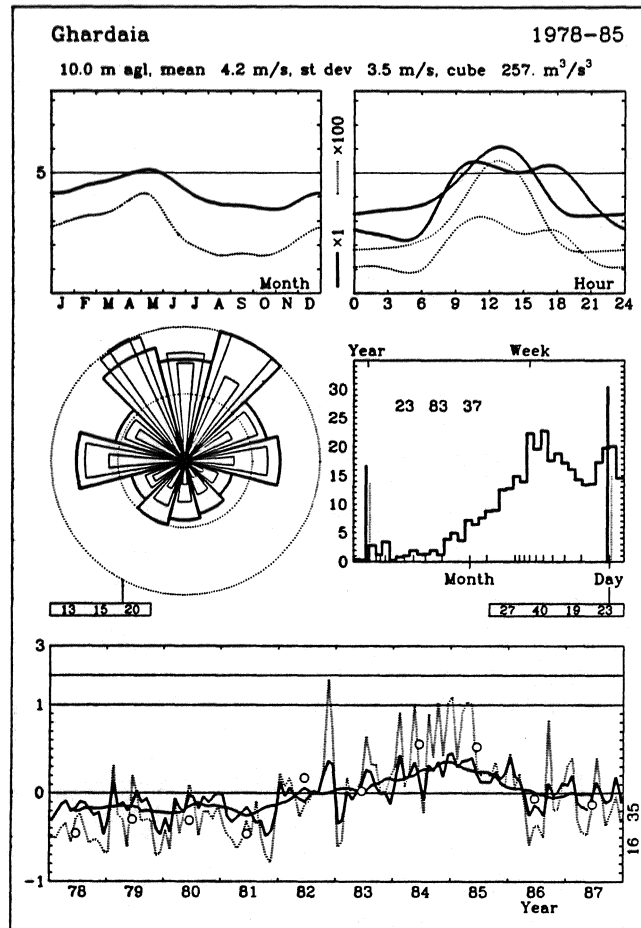 Ghardaia 1978-85
10.0 m agl, mean 4.2 m/s, st dev 3.5 m/s, cube 257. m³/s³
5
×1 ×100
Month Hour
J F M A M J J A S O N D 0 3 6 9 12 15 18 21 24
Year Week
30
25
20
15
10
5
0
23 83 37
Month Day
13 15 20 27 40 19 23
3
1
0
-1
16 35
78 79 80 81 82 83 84 85 86 87
Year